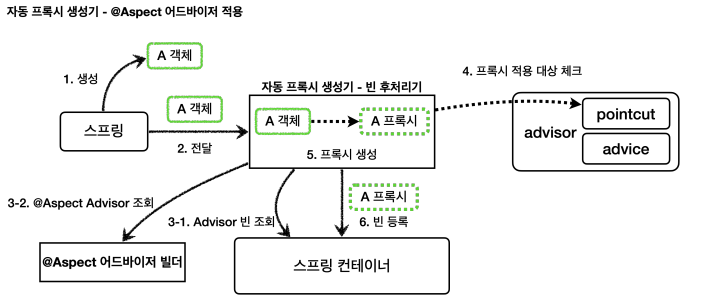 자동 프록시 생성기 - @Aspect 어드바이저 적용
A 객체
1. 생성
스프링
A 객체
2. 전달
자동 프록시 생성기 - 빈 후처리기
A 객체
A 프록시
5. 프록시 생성
4. 프록시 적용 대상 체크
advisor
pointcut
advice
3-2. @Aspect Advisor 조회
3-1. Advisor 빈 조회
A 프록시
6. 빈 등록
@Aspect 어드바이저 빌더
스프링 컨테이너